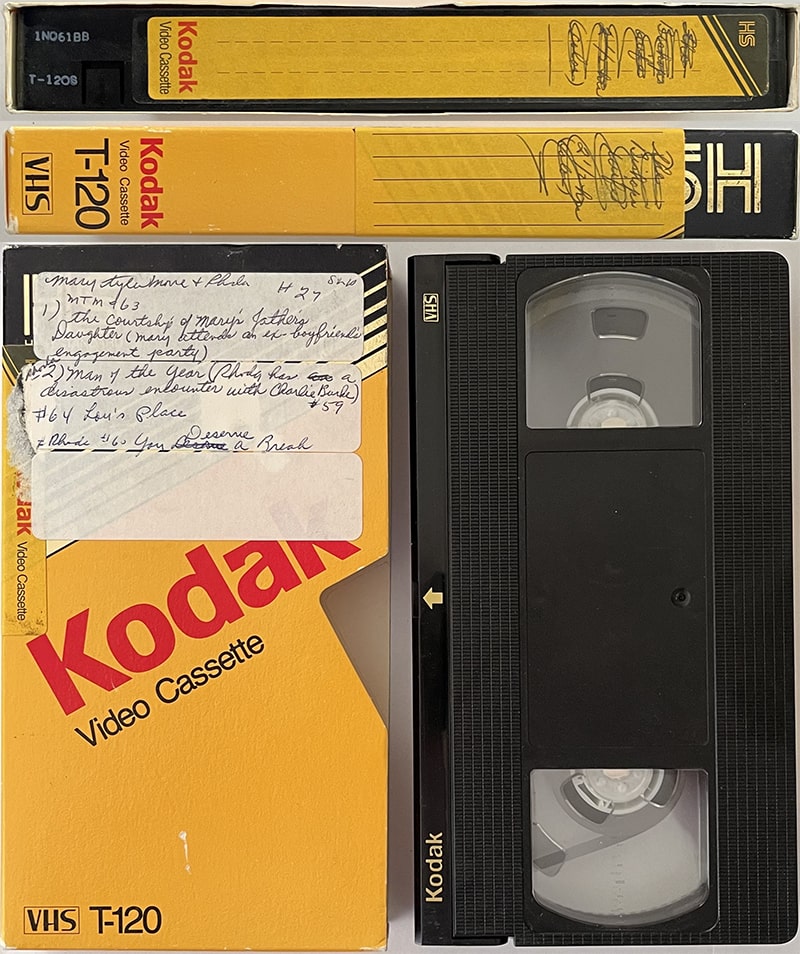 1N061BB
T-120S
Kodak
Video Cassette
HS
VHS
T-120
Video Cassette
Kodak
Brothers
HS
Mary Tyler Moore + Rhoda H 27
1) MTM #63
The Courtship of Mary's Father's
Daughter (Mary attends an ex-boyfriend's
engagement party)
2) Man of the Year (Rhoda has a
disastrous encounter with Charlie Burke)
#59
#64 Lou's Place
Rhoda #60 You Deserve a Break
Kodak
Video Cassette
Kodak
Video Cassette
VHS T-120
VHS
Kodak